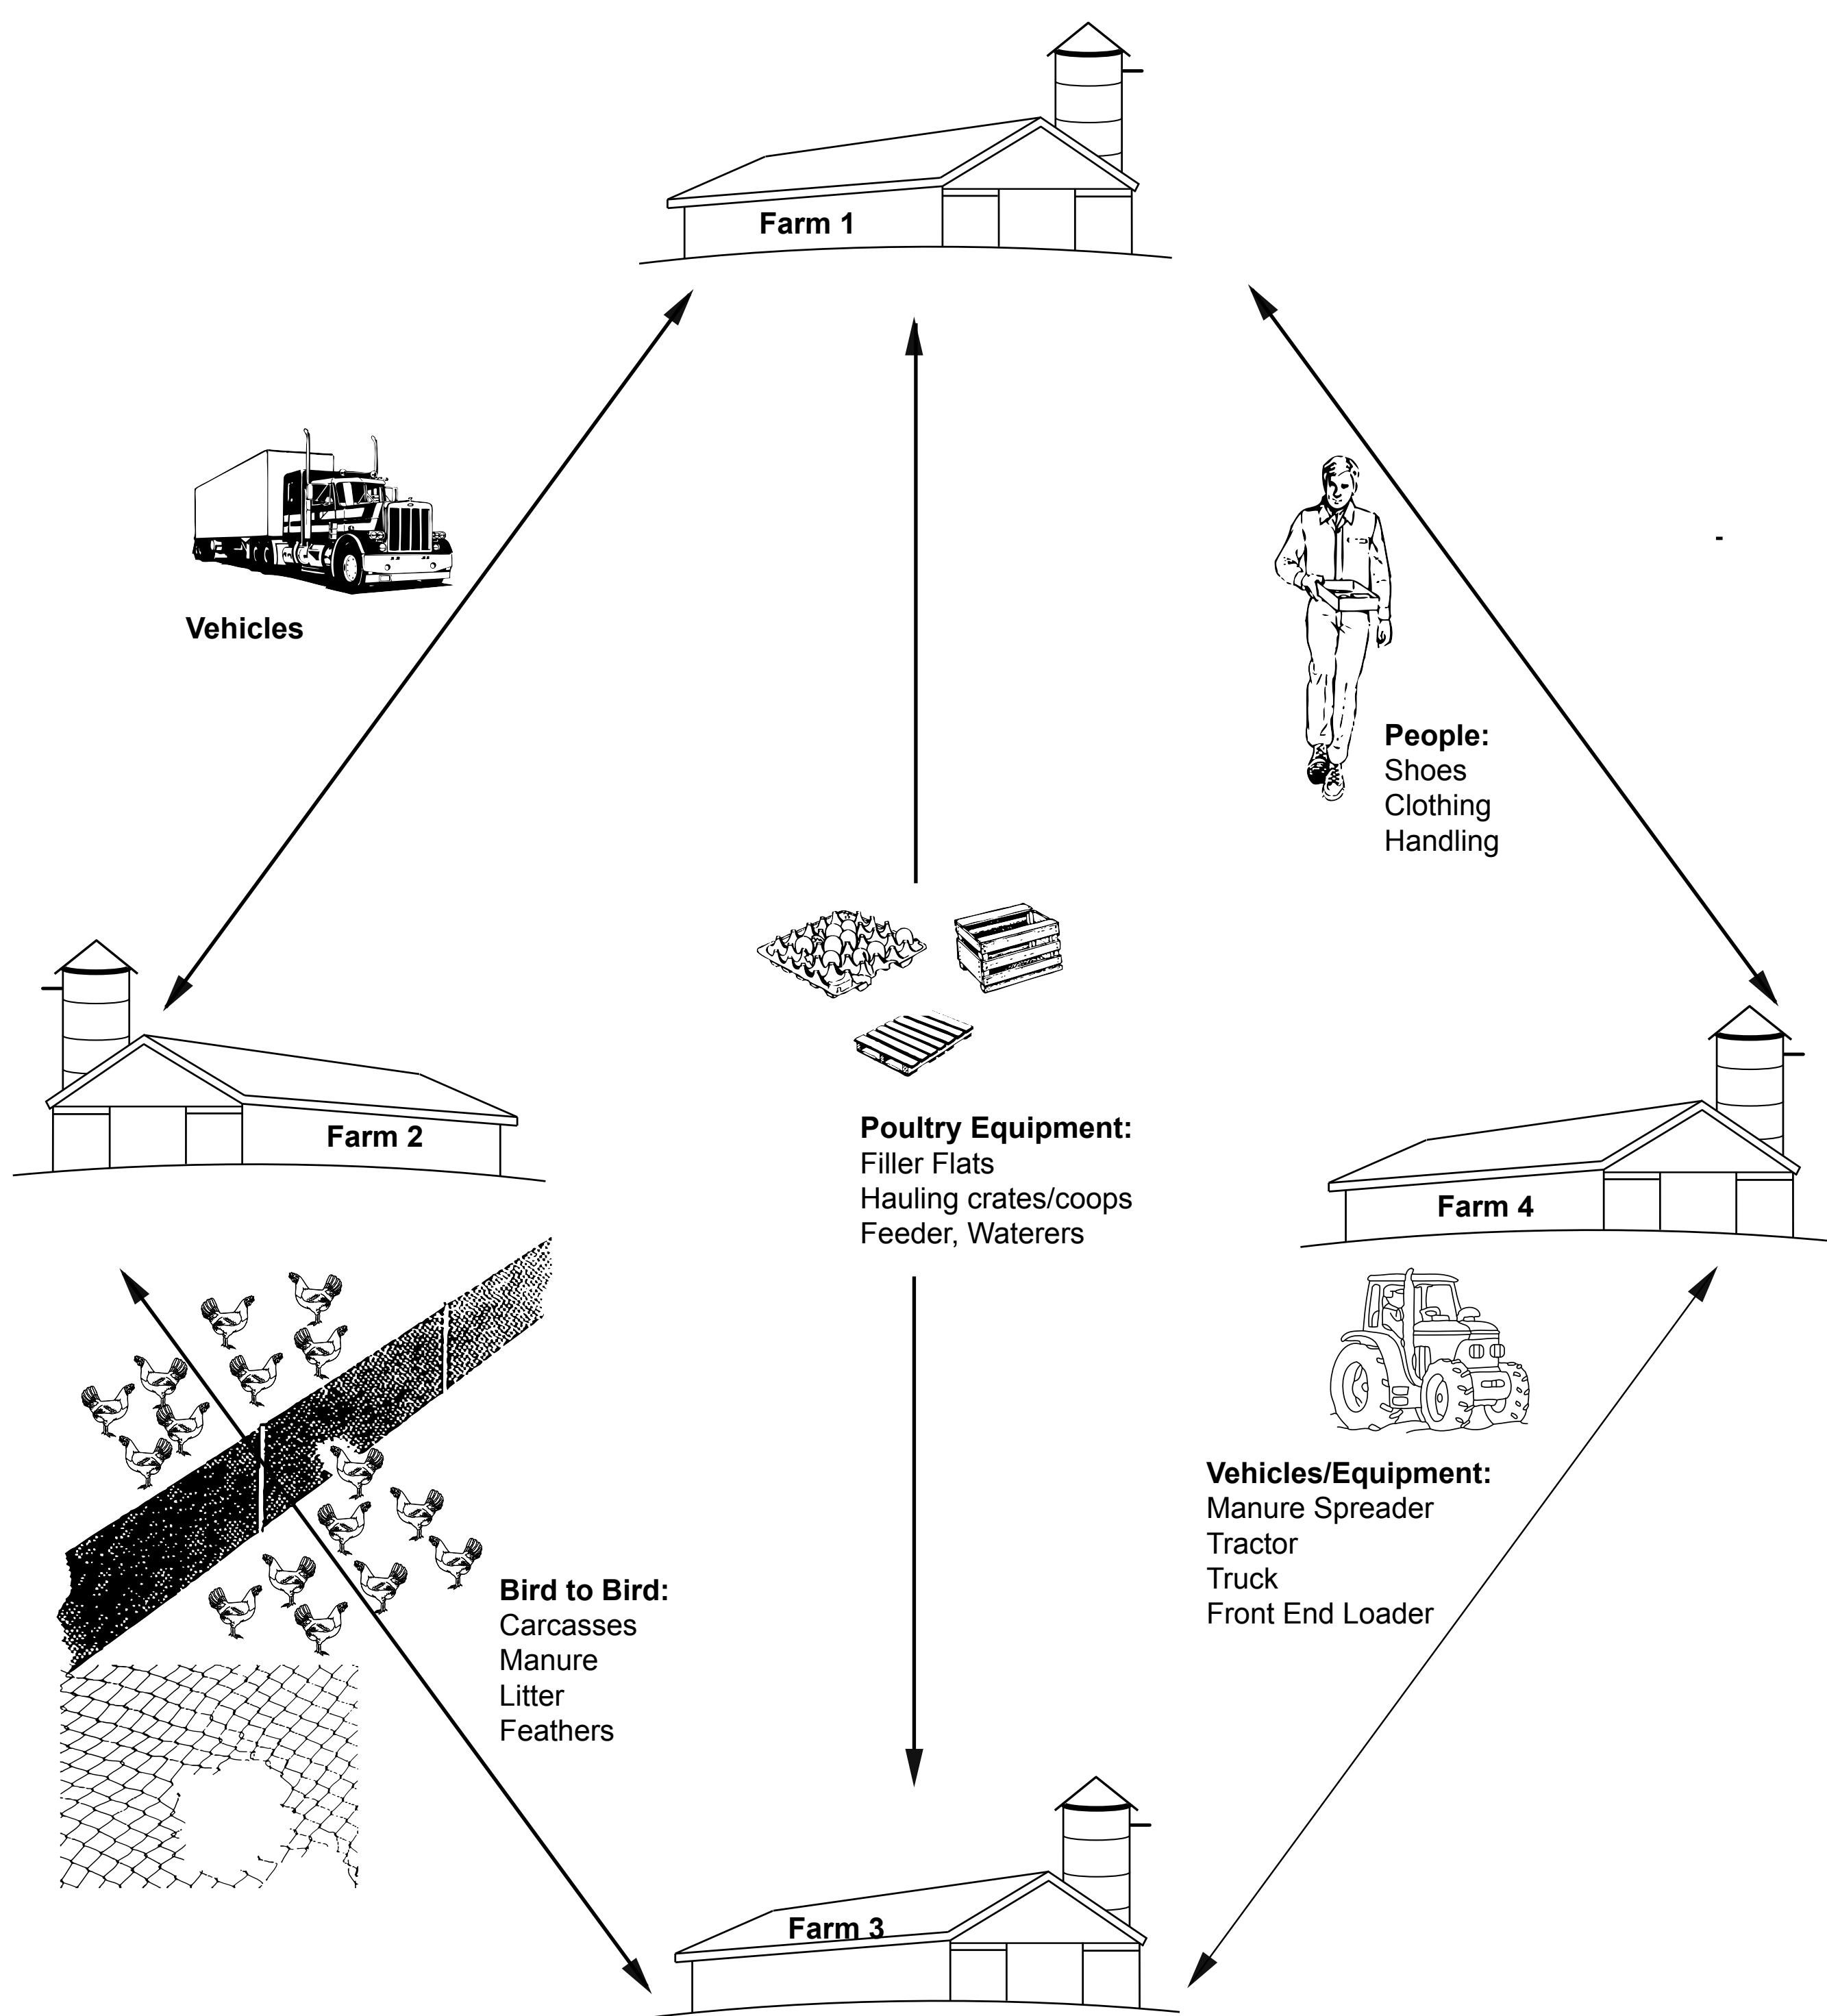 Farm 1
Vehicles
People:
Shoes
Clothing
Handling
Farm 2
Poultry Equipment:
Filler Flats
Hauling crates/coops
Feeder, Waterers
Farm 4
Bird to Bird:
Carcasses
Manure
Litter
Feathers
Vehicles/Equipment:
Manure Spreader
Tractor
Truck
Front End Loader
Farm 3